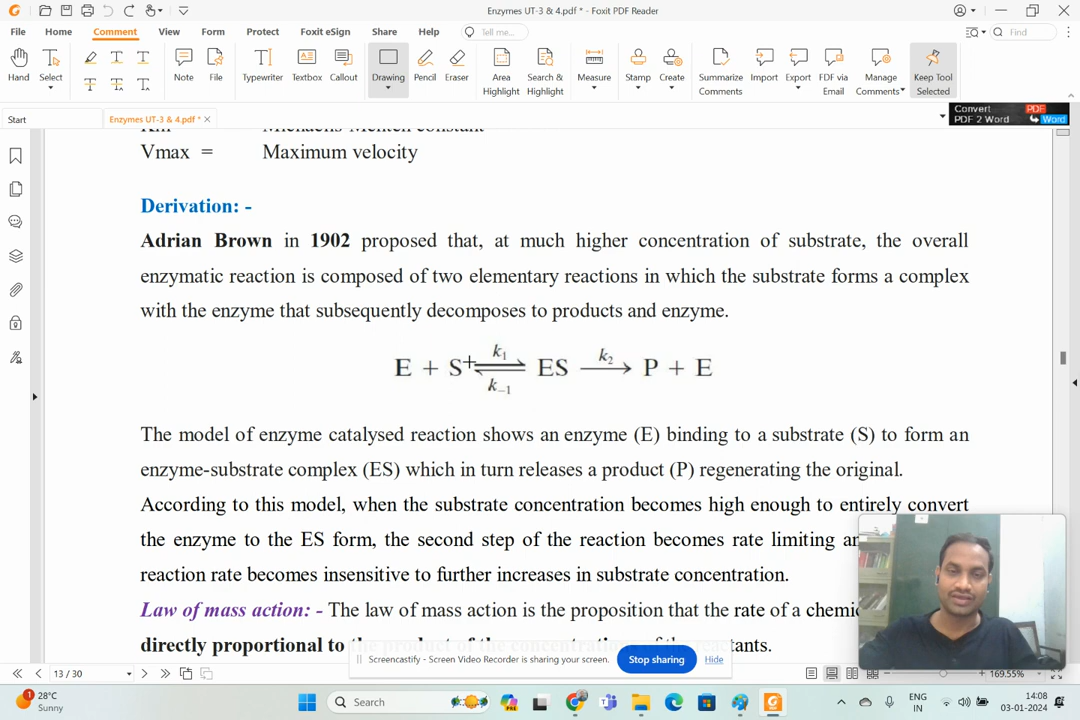 Enzymes UT-3 & 4.pdf * - Foxit PDF Reader
File Home Comment View Form Protect Foxit eSign Share Help Tell me... Find
Hand Select Note File Typewriter Textbox Callout Drawing Pencil Eraser Area Highlight Search & Highlight Measure Stamp Create Summarize Comments Import Export FDF via Email Manage Comments Keep Tool Selected
Start Enzymes UT-3 & 4.pdf *
Convert PDF
PDF 2 Word Word
Vmax = Maximum velocity
Derivation: -
Adrian Brown in 1902 proposed that, at much higher concentration of substrate, the overall
enzymatic reaction is composed of two elementary reactions in which the substrate forms a complex
with the enzyme that subsequently decomposes to products and enzyme.
E + S ⇌ ES → P + E
k1 k-1 k2
The model of enzyme catalysed reaction shows an enzyme (E) binding to a substrate (S) to form an
enzyme-substrate complex (ES) which in turn releases a product (P) regenerating the original.
According to this model, when the substrate concentration becomes high enough to entirely convert
the enzyme to the ES form, the second step of the reaction becomes rate limiting
reaction rate becomes insensitive to further increases in substrate concentration.
Law of mass action: - The law of mass action is the proposition that the rate of a
directly proportional to the product of the
Screencastify - Screen Video Recorder is sharing your screen. Stop sharing Hide
13 / 30
169.55%
28°C
Sunny
Search
ENG
IN
14:08
03-01-2024